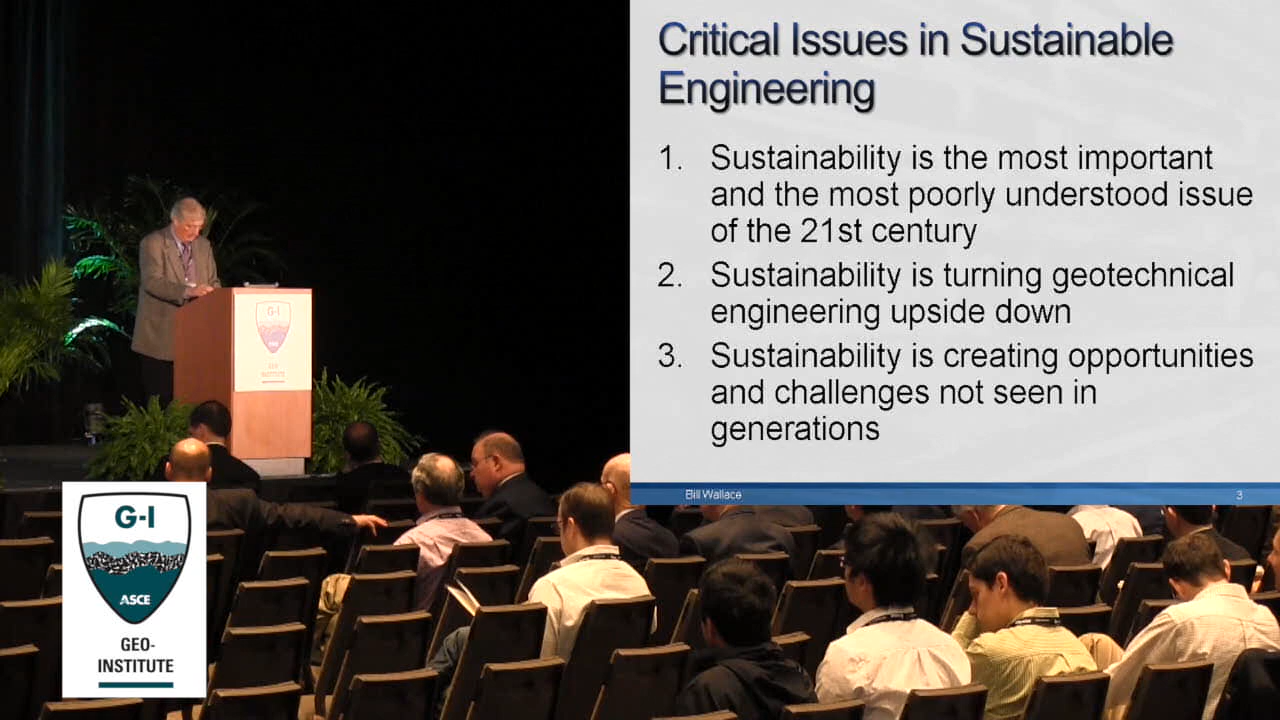 Critical Issues in Sustainable
Engineering
1. Sustainability is the most important
and the most poorly understood issue
of the 21st century
2. Sustainability is turning geotechnical
engineering upside down
3. Sustainability is creating opportunities
and challenges not seen in
generations
Bill Wallace 3
G-I
GEO-
INSTITUTE
G-I
ASCE
GEO-
INSTITUTE